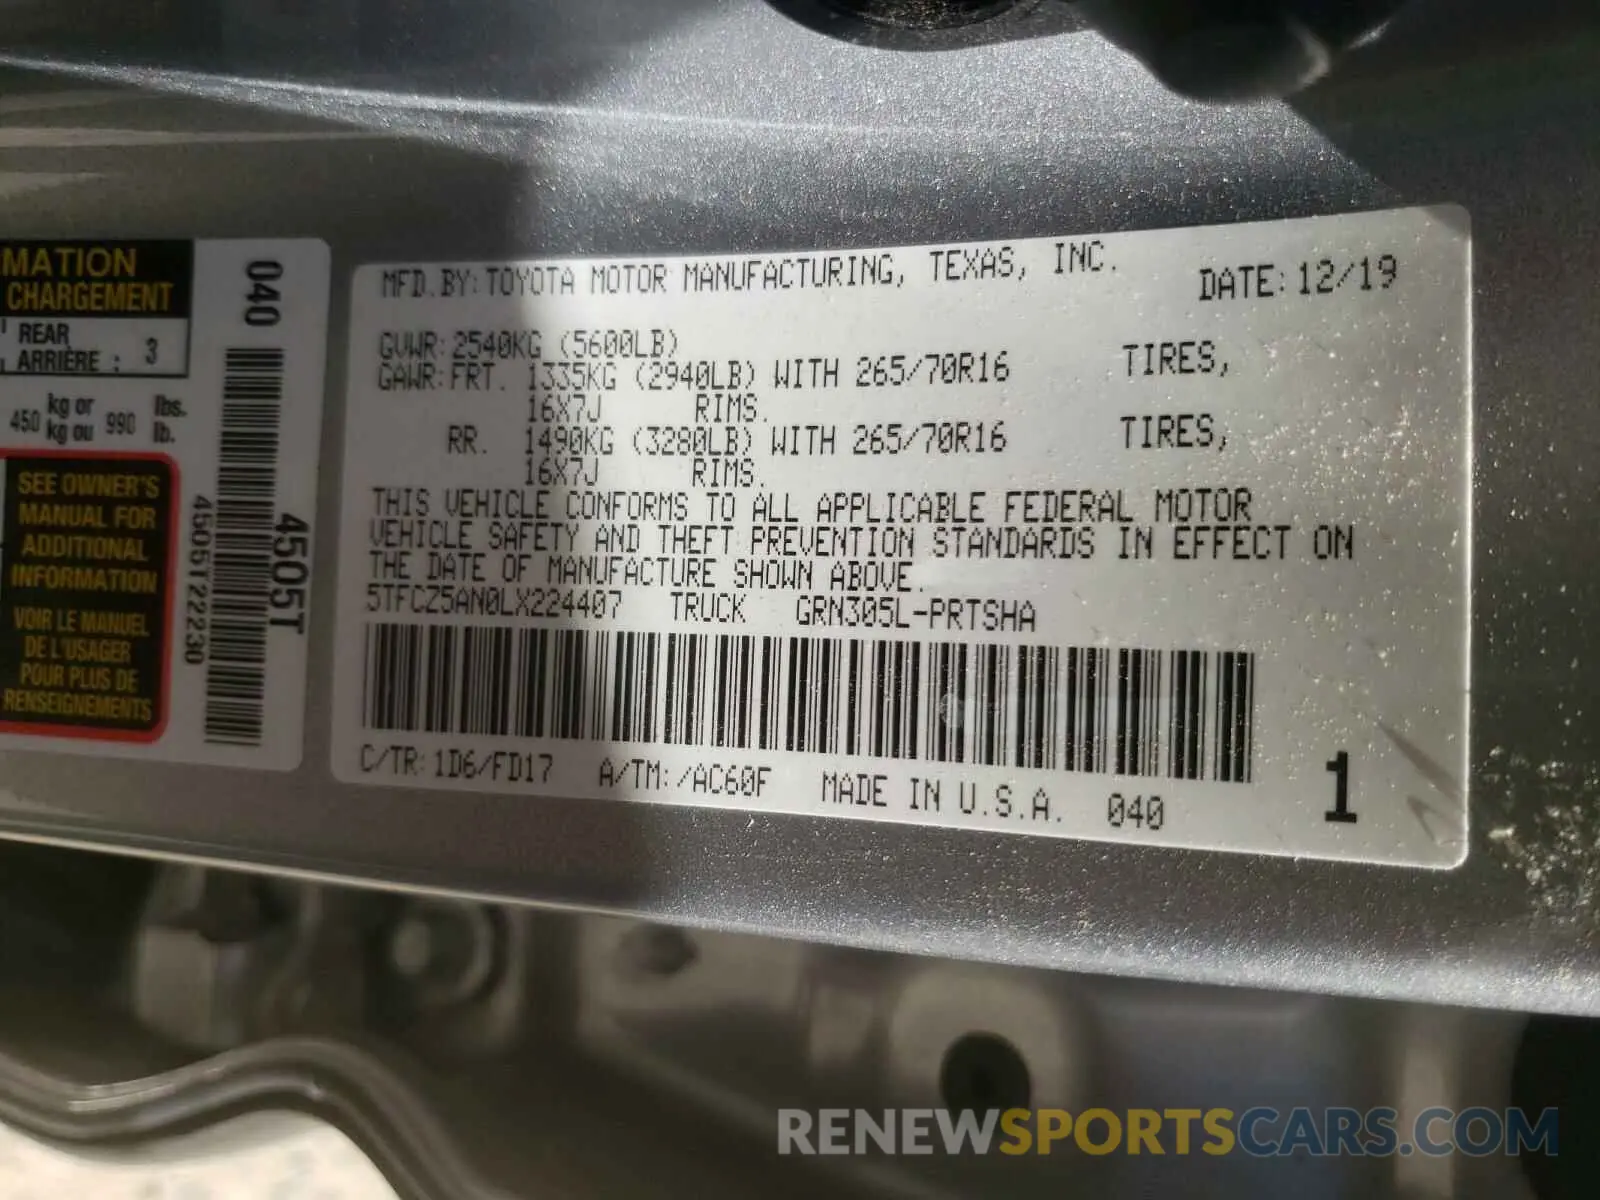 MATION
CHARGEMENT
REAR
ARRIÈRE : 3
450 kg or 990 lbs.
kg ou lb.
SEE OWNER'S
MANUAL FOR
ADDITIONAL
INFORMATION
VOIR LE MANUEL
DE L'USAGER
POUR PLUS DE
RENSEIGNEMENTS
040
4505T
4505T22230
MFD. BY: TOYOTA MOTOR MANUFACTURING, TEXAS, INC. DATE: 12/19
GVWR: 2540KG (5600LB)
GAWR: FRT. 1335KG (2940LB) WITH 265/70R16 TIRES,
16X7J RIMS.
RR. 1490KG (3280LB) WITH 265/70R16 TIRES,
16X7J RIMS.
THIS VEHICLE CONFORMS TO ALL APPLICABLE FEDERAL MOTOR
VEHICLE SAFETY AND THEFT PREVENTION STANDARDS IN EFFECT ON
THE DATE OF MANUFACTURE SHOWN ABOVE.
5TFCZ5AN0LX224407 TRUCK GRN305L-PRTSHA
C/TR: 1D6/FD17 A/TM: /AC60F MADE IN U.S.A. 040
1
RENEWSPORTSCARS.COM